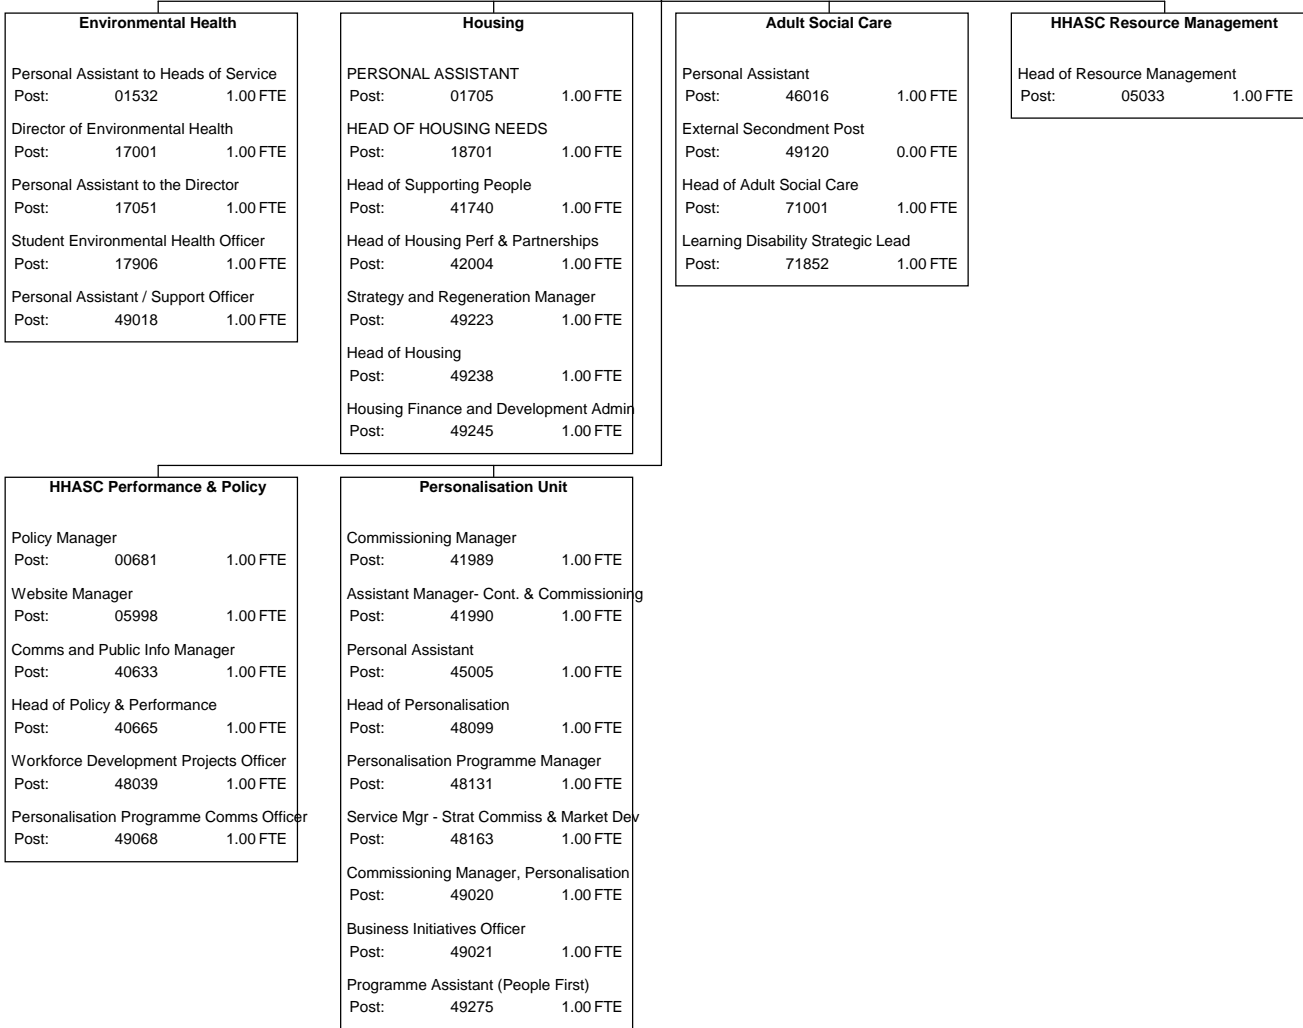 Environmental Health
Personal Assistant to Heads of Service
Post: 01532 1.00 FTE
Director of Environmental Health
Post: 17001 1.00 FTE
Personal Assistant to the Director
Post: 17051 1.00 FTE
Student Environmental Health Officer
Post: 17906 1.00 FTE
Personal Assistant / Support Officer
Post: 49018 1.00 FTE
Housing
PERSONAL ASSISTANT
Post: 01705 1.00 FTE
HEAD OF HOUSING NEEDS
Post: 18701 1.00 FTE
Head of Supporting People
Post: 41740 1.00 FTE
Head of Housing Perf & Partnerships
Post: 42004 1.00 FTE
Strategy and Regeneration Manager
Post: 49223 1.00 FTE
Head of Housing
Post: 49238 1.00 FTE
Housing Finance and Development Admin
Post: 49245 1.00 FTE
Adult Social Care
Personal Assistant
Post: 46016 1.00 FTE
External Secondment Post
Post: 49120 0.00 FTE
Head of Adult Social Care
Post: 71001 1.00 FTE
Learning Disability Strategic Lead
Post: 71852 1.00 FTE
HHASC Resource Management
Head of Resource Management
Post: 05033 1.00 FTE
HHASC Performance & Policy
Policy Manager
Post: 00681 1.00 FTE
Website Manager
Post: 05998 1.00 FTE
Comms and Public Info Manager
Post: 40633 1.00 FTE
Head of Policy & Performance
Post: 40665 1.00 FTE
Workforce Development Projects Officer
Post: 48039 1.00 FTE
Personalisation Programme Comms Officer
Post: 49068 1.00 FTE
Personalisation Unit
Commissioning Manager
Post: 41989 1.00 FTE
Assistant Manager- Cont. & Commissioning
Post: 41990 1.00 FTE
Personal Assistant
Post: 45005 1.00 FTE
Head of Personalisation
Post: 48099 1.00 FTE
Personalisation Programme Manager
Post: 48131 1.00 FTE
Service Mgr - Strat Commiss & Market Dev
Post: 48163 1.00 FTE
Commissioning Manager, Personalisation
Post: 49020 1.00 FTE
Business Initiatives Officer
Post: 49021 1.00 FTE
Programme Assistant (People First)
Post: 49275 1.00 FTE